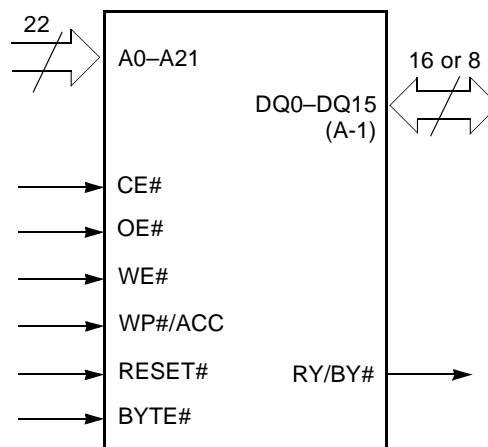 22
A0–A21
16 or 8
DQ0–DQ15
(A-1)
CE#
OE#
WE#
WP#/ACC
RESET#
RY/BY#
BYTE#